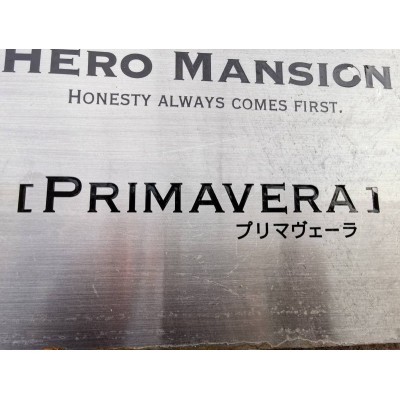 HERO MANSION
HONESTY ALWAYS COMES FIRST.
[PRIMAVERA]
プリマヴェーラ